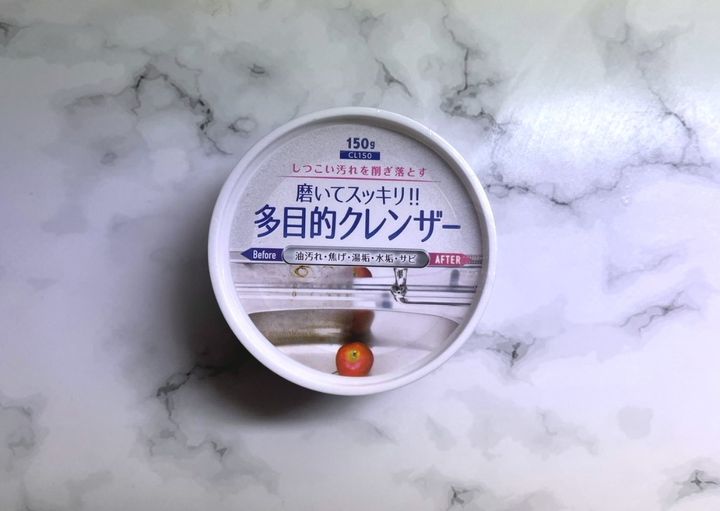 150g
CL150
しつこい汚れを削ぎ落とす
磨いてスッキリ!!
多目的クレンザー
Before 油汚れ・焦げ・湯垢・水垢・サビ AFTER